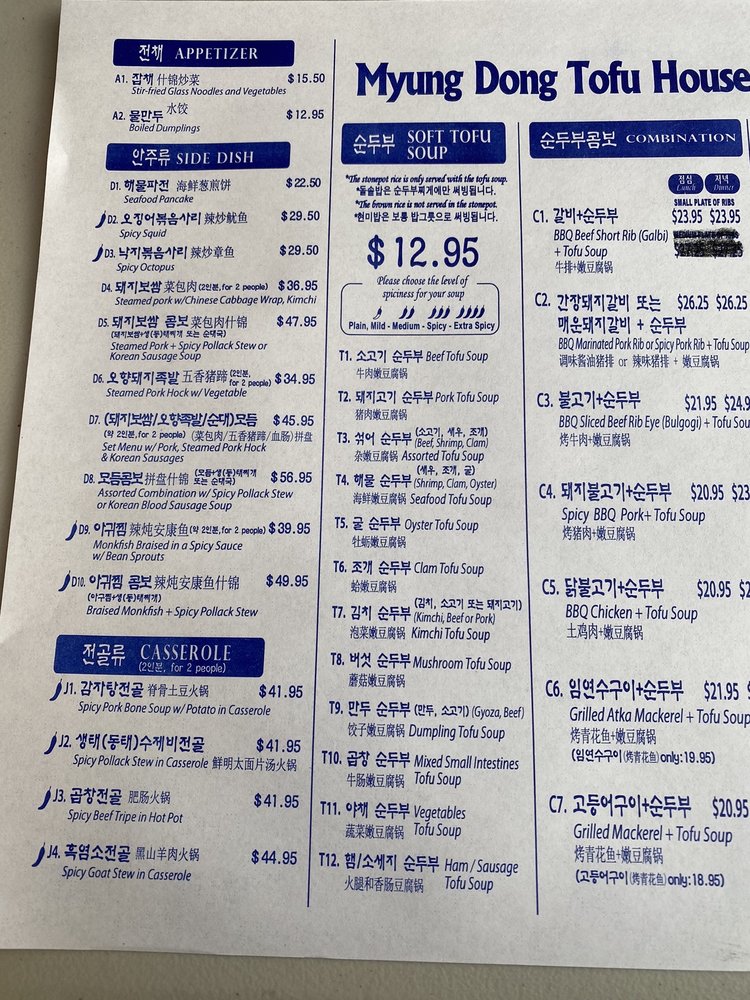 전채 APPETIZER
A1. 잡채 什锦炒菜 $15.50
Stir-fried Glass Noodles and Vegetables
A2. 물만두 水饺 $12.95
Boiled Dumplings
안주류 SIDE DISH
D1. 해물파전 海鲜葱煎饼 $22.50
Seafood Pancake
D2. 오징어볶음사리 辣炒鱿鱼 $29.50
Spicy Squid
D3. 낙지볶음사리 辣炒章鱼 $29.50
Spicy Octopus
D4. 돼지보쌈 菜包肉 (2인분, for 2 people) $36.95
Steamed pork w/Chinese Cabbage Wrap, Kimchi
D5. 돼지보쌈 콤보 菜包肉什锦 $47.95
(돼지보쌈+생(동)태찌개 또는 순태국)
Steamed Pork + Spicy Pollack Stew or
Korean Sausage Soup
D6. 오향돼지족발 五香猪蹄 (2인분, for 2 people) $34.95
Steamed Pork Hock w/ Vegetable
D7. (돼지보쌈/오향족발/순대)모듬 $45.95
(약 2인분, for 2 people) (菜包肉/五香猪蹄/血肠) 拼盘
Set Menu w/ Pork, Steamed Pork Hock
& Korean Sausages
D8. 모듬콤보 拼盘什锦 (모듬+생(동)태찌개 또는 순태국) $56.95
Assorted Combination w/ Spicy Pollack Stew
or Korean Blood Sausage Soup
D9. 아귀찜 辣炖安康鱼 (약 2인분, for 2 people) $39.95
Monkfish Braised in a Spicy Sauce
w/ Bean Sprouts
D10. 아귀찜 콤보 辣炖安康鱼什锦 $49.95
(아구찜+생(동)태찌개)
Braised Monkfish + Spicy Pollack Stew
전골류 CASSEROLE
(2인분, for 2 people)
J1. 감자탕전골 脊骨土豆火锅 $41.95
Spicy Pork Bone Soup w/ Potato in Casserole
J2. 생태(동태)수제비전골 $41.95
Spicy Pollack Stew in Casserole 鲜明太面片汤火锅
J3. 곱창전골 肥肠火锅 $41.95
Spicy Beef Tripe in Hot Pot
J4. 흑염소전골 黑山羊肉火锅 $44.95
Spicy Goat Stew in Casserole
Myung Dong Tofu House
순두부 SOFT TOFU SOUP
*The stonepot rice is only served with the tofu soup.
*돌솥밥은 순두부찌개에만 써빙됩니다.
*The brown rice is not served in the stonepot.
*현미밥은 보통 밥그릇으로 써빙됩니다.
$12.95
Please choose the level of
spiciness for your soup
Plain, Mild - Medium - Spicy - Extra Spicy
T1. 소고기 순두부 Beef Tofu Soup
牛肉嫩豆腐锅
T2. 돼지고기 순두부 Pork Tofu Soup
猪肉嫩豆腐锅
T3. 섞어 순두부 (소고기, 새우, 조개) (Beef, Shrimp, Clam)
杂嫩豆腐锅 Assorted Tofu Soup
T4. 해물 순두부 (새우, 조개, 굴) (Shrimp, Clam, Oyster)
海鲜嫩豆腐锅 Seafood Tofu Soup
T5. 굴 순두부 Oyster Tofu Soup
牡蛎嫩豆腐锅
T6. 조개 순두부 Clam Tofu Soup
蛤嫩豆腐锅
T7. 김치 순두부 (김치, 소고기 또는 돼지고기) (Kimchi, Beef or Pork)
泡菜嫩豆腐锅 Kimchi Tofu Soup
T8. 버섯 순두부 Mushroom Tofu Soup
蘑菇嫩豆腐锅
T9. 만두 순두부 (만두, 소고기) (Gyoza, Beef)
饺子嫩豆腐锅 Dumpling Tofu Soup
T10. 곱창 순두부 Mixed Small Intestines
牛肠嫩豆腐锅 Tofu Soup
T11. 야채 순두부 Vegetables
蔬菜嫩豆腐锅 Tofu Soup
T12. 햄/소세지 순두부 Ham / Sausage
火腿和香肠豆腐锅 Tofu Soup
순두부콤보 COMBINATION
점심 Lunch 저녁 Dinner
SMALL PLATE OF RIBS
C1. 갈비+순두부 $23.95 $23.95
BBQ Beef Short Rib (Galbi)
+ Tofu Soup
牛排+嫩豆腐锅
C2. 간장돼지갈비 또는 $26.25 $26.25
매운돼지갈비 + 순두부
BBQ Marinated Pork Rib or Spicy Pork Rib + Tofu Soup
调味酱油猪排 or 辣味猪排 + 嫩豆腐锅
C3. 불고기+순두부 $21.95 $24.9
BBQ Sliced Beef Rib Eye (Bulgogi) + Tofu Sou
烤牛肉+嫩豆腐锅
C4. 돼지불고기+순두부 $20.95 $23
Spicy BBQ Pork+ Tofu Soup
烤猪肉+嫩豆腐锅
C5. 닭불고기+순두부 $20.95 $2
BBQ Chicken + Tofu Soup
土鸡肉+嫩豆腐锅
C6. 임연수구이+순두부 $21.95 $
Grilled Atka Mackerel + Tofu Soup
烤青花鱼+嫩豆腐锅
(임연수구이(烤青花鱼) only: 19.95)
C7. 고등어구이+순두부 $20.95
Grilled Mackerel + Tofu Soup
烤青花鱼+嫩豆腐锅
(고등어구이(烤青花鱼) only: 18.95)